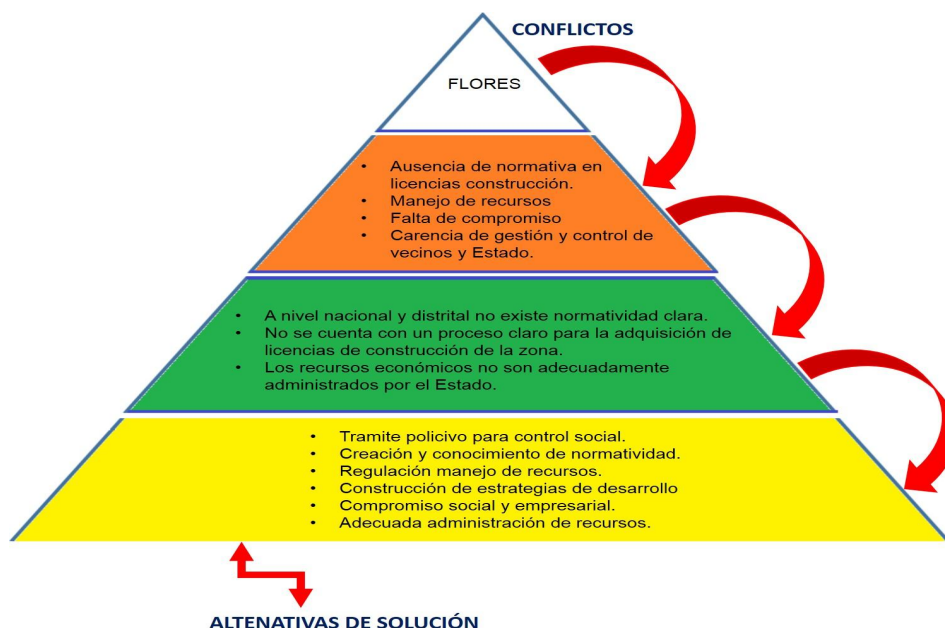 CONFLICTOS
FLORES
• Ausencia de normativa en
licencias construcción.
• Manejo de recursos
• Falta de compromiso
• Carencia de gestión y control de
vecinos y Estado.
• A nivel nacional y distrital no existe normatividad clara.
• No se cuenta con un proceso claro para la adquisición de
licencias de construcción de la zona.
• Los recursos económicos no son adecuadamente
administrados por el Estado.
• Tramite policivo para control social.
• Creación y conocimiento de normatividad.
• Regulación manejo de recursos.
• Construcción de estrategias de desarrollo
• Compromiso social y empresarial.
• Adecuada administración de recursos.
ALTENATIVAS DE SOLUCIÓN